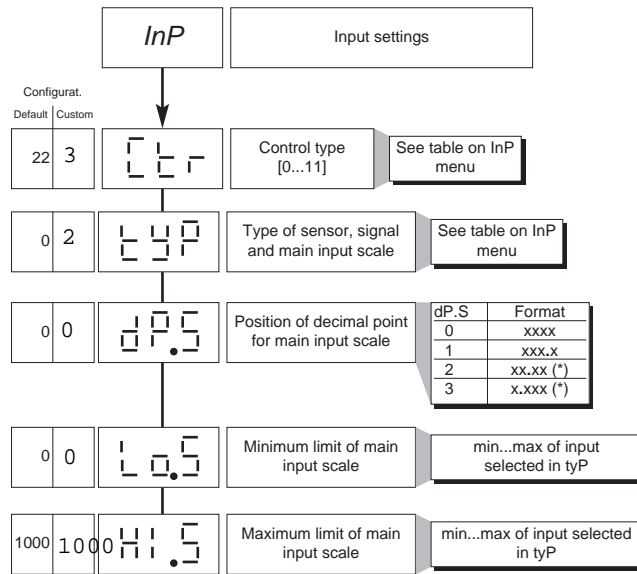 InP
Input settings
Configurat.
Default Custom
22 3
Ctr
Control type
[0...11]
See table on InP
menu
0 2
tYP
Type of sensor, signal
and main input scale
See table on InP
menu
0 0
dP.S
Position of decimal point
for main input scale
dP.S Format
0 xxxx
1 xxx.x
2 xx.xx (*)
3 x.xxx (*)
0 0
Lo.S
Minimum limit of main
input scale
min...max of input
selected in tyP
1000 1000
HI.S
Maximum limit of main
input scale
min...max of input selected
in tyP